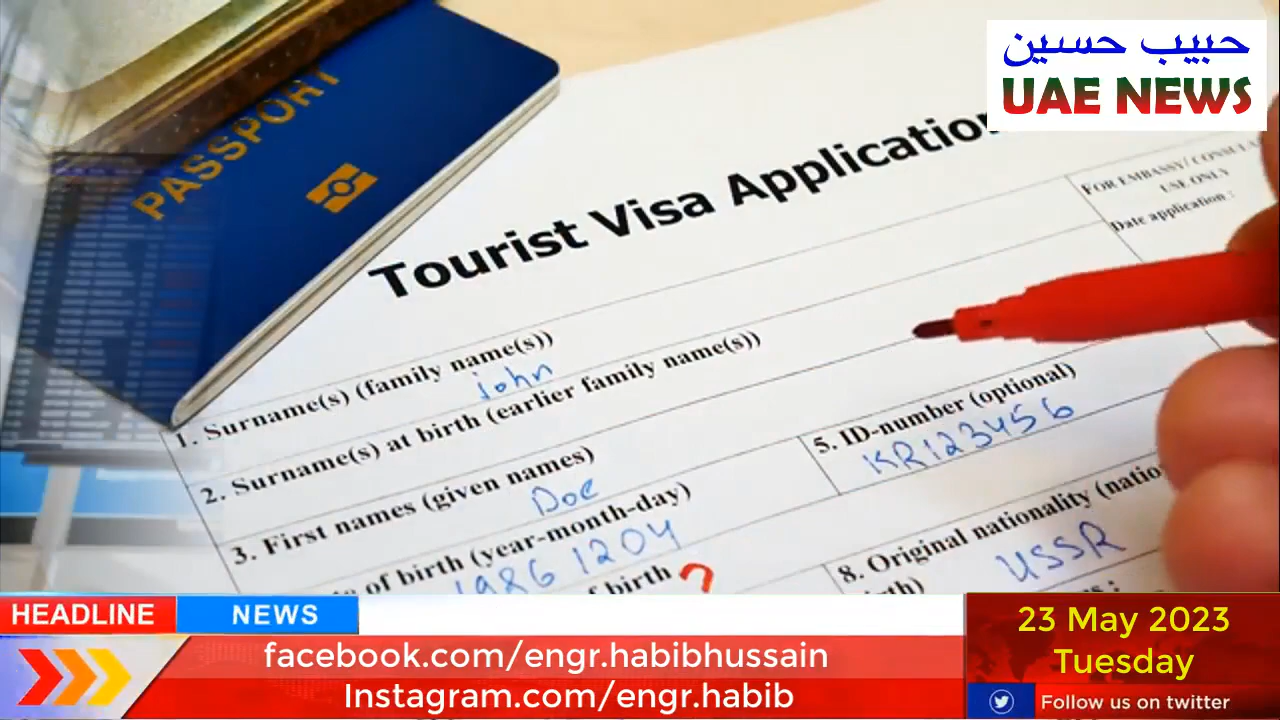 حبیب حسین
UAE NEWS
PASSPORT
Tourist Visa Application
FOR EMBASSY/
USE ONLY
Date application :
1. Surname(s) (family name(s))
John
2. Surname(s) at birth (earlier family name(s))
3. First names (given names)
Doe
5. ID-number (optional)
KR123456
of birth (year-month-day)
1986 1204
of birth ?
8. Original nationality
USSR
HEADLINE NEWS
facebook.com/engr.habibhussain
Instagram.com/engr.habib
23 May 2023
Tuesday
Follow us on twitter